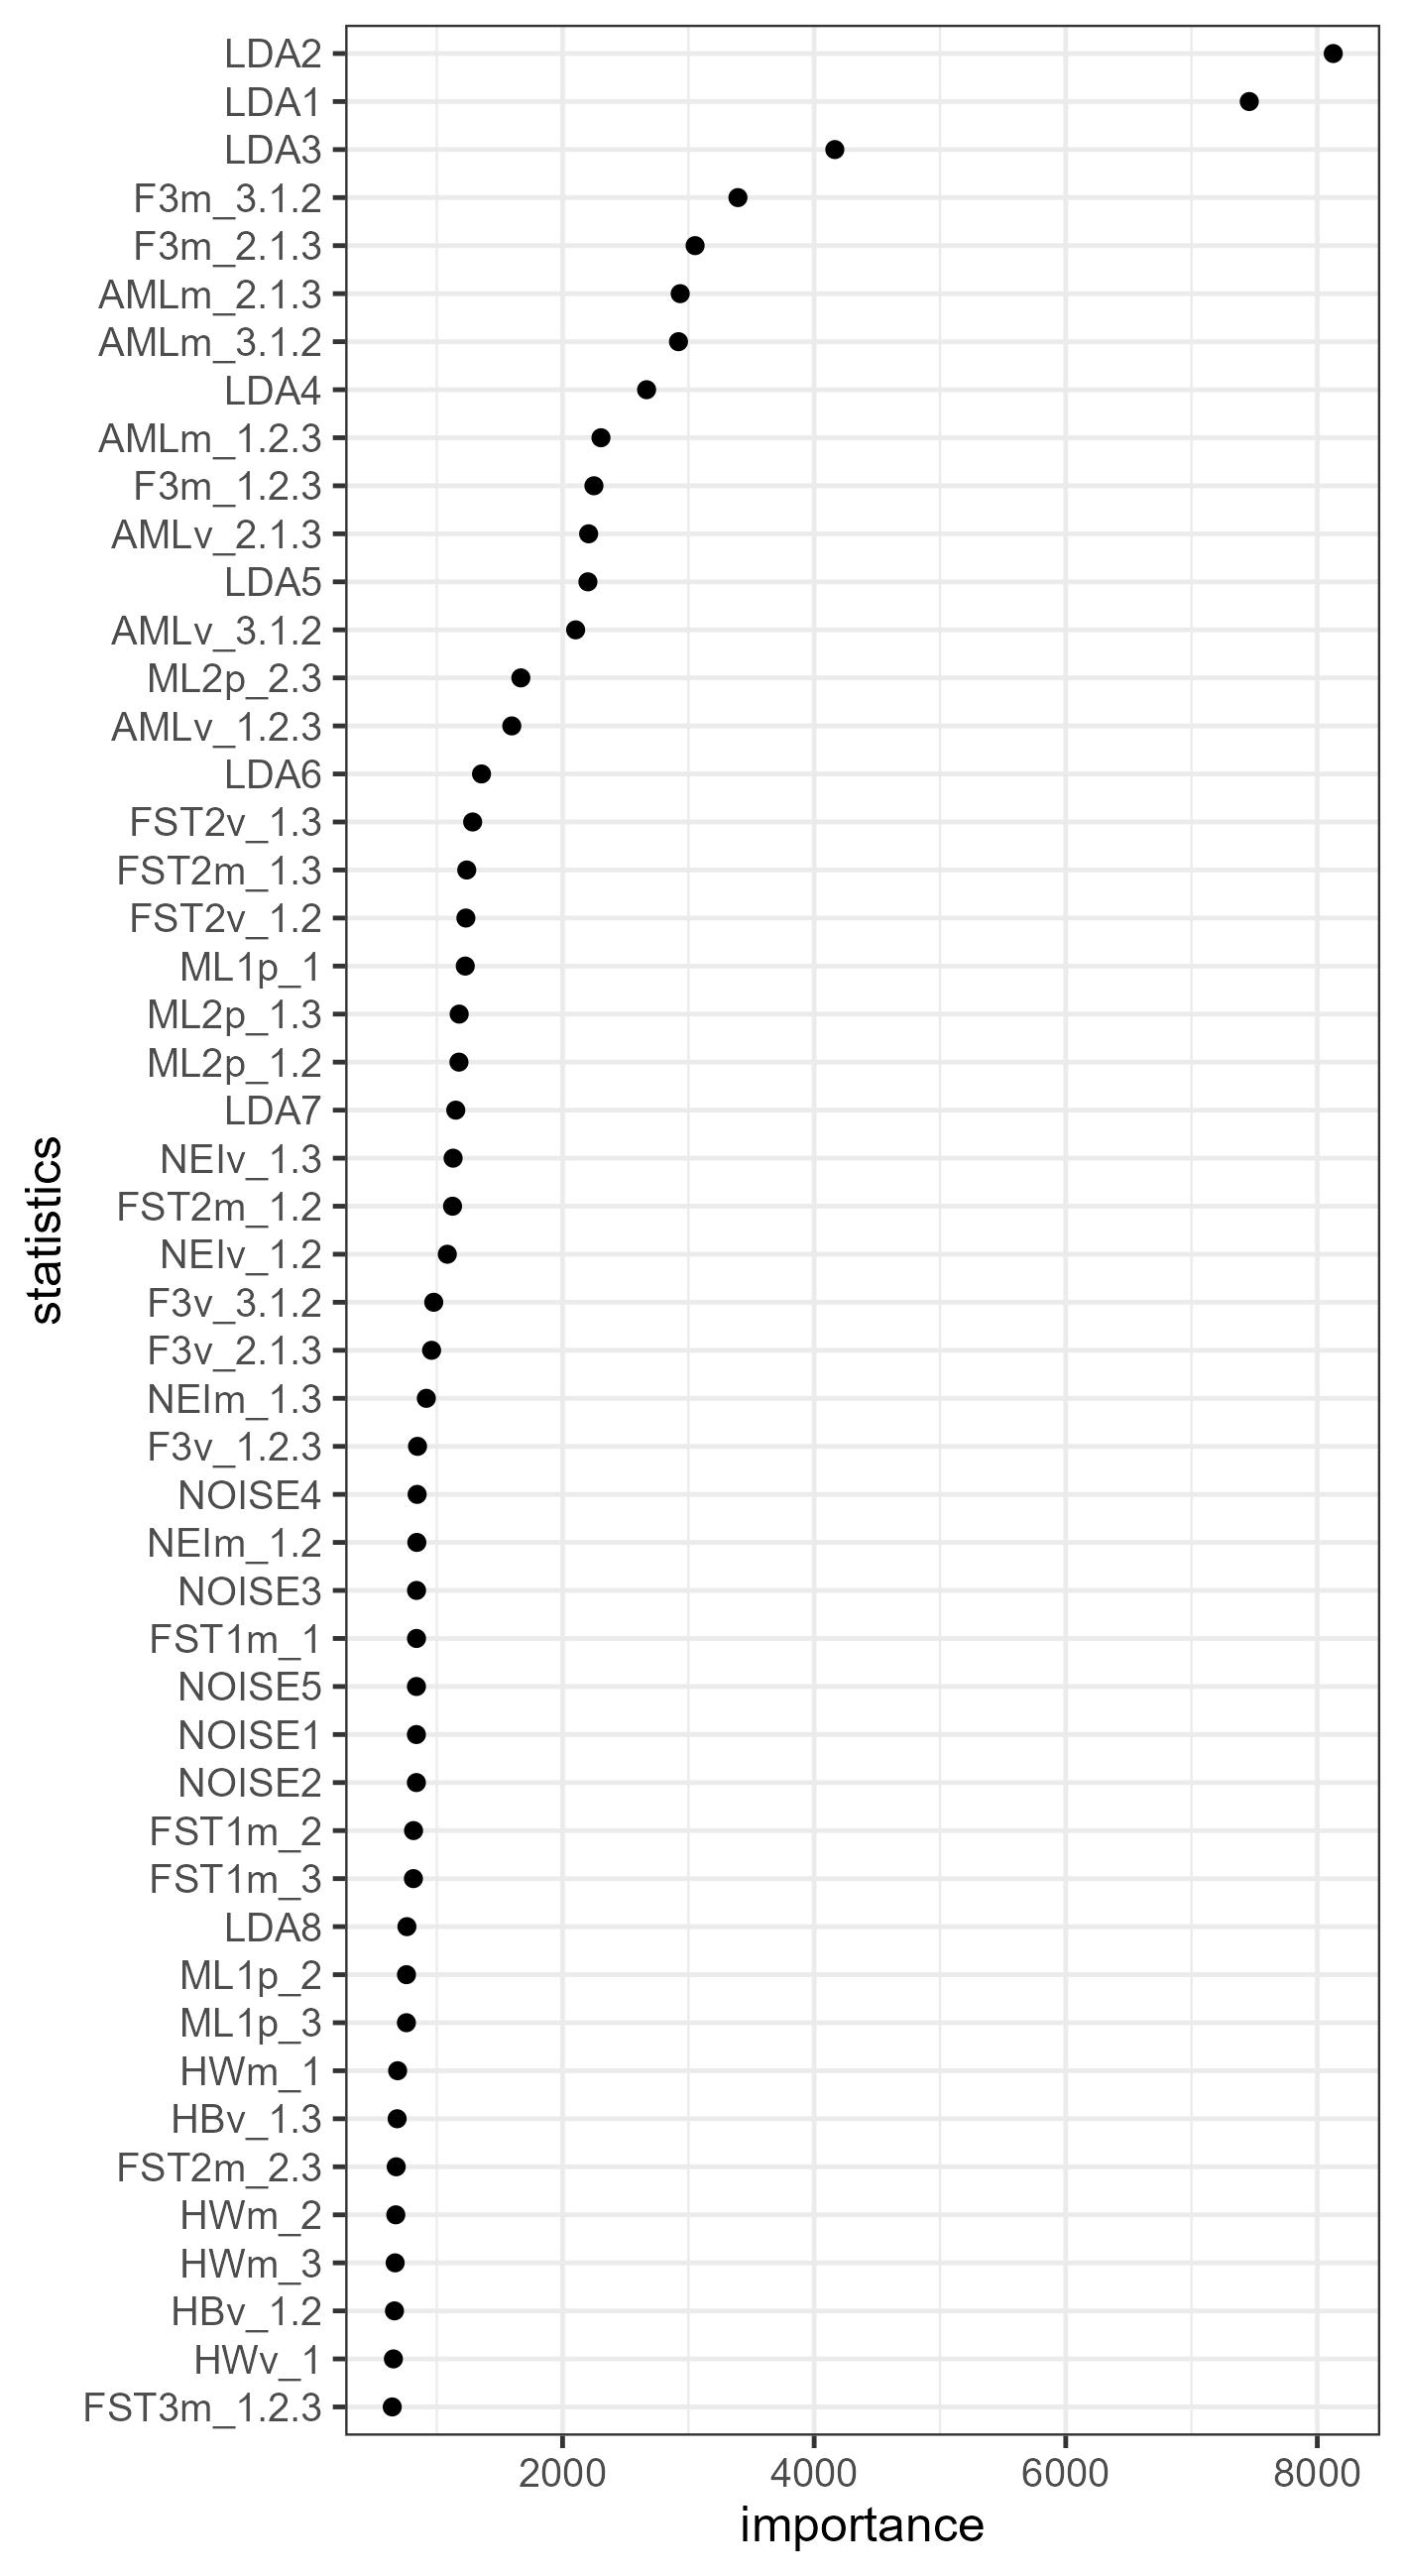 LDA2
LDA1
LDA3
F3m_3.1.2
F3m_2.1.3
AMLm_2.1.3
AMLm_3.1.2
LDA4
AMLm_1.2.3
F3m_1.2.3
AMLv_2.1.3
LDA5
AMLv_3.1.2
ML2p_2.3
AMLv_1.2.3
LDA6
FST2v_1.3
FST2m_1.3
FST2v_1.2
ML1p_1
ML2p_1.3
ML2p_1.2
LDA7
NEIv_1.3
FST2m_1.2
NEIv_1.2
F3v_3.1.2
F3v_2.1.3
NEIm_1.3
F3v_1.2.3
NOISE4
NEIm_1.2
NOISE3
FST1m_1
NOISE5
NOISE1
NOISE2
FST1m_2
FST1m_3
LDA8
ML1p_2
ML1p_3
HWm_1
HBv_1.3
FST2m_2.3
HWm_2
HWm_3
HBv_1.2
HWv_1
FST3m_1.2.3
statistics
2000 4000 6000 8000
importance